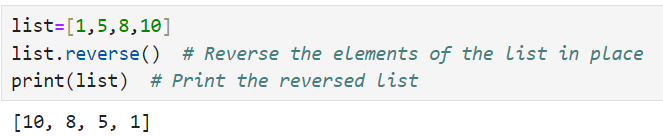 list=[1,5,8,10]
list.reverse()  # Reverse the elements of the list in place
print(list)  # Print the reversed list
[10, 8, 5, 1]